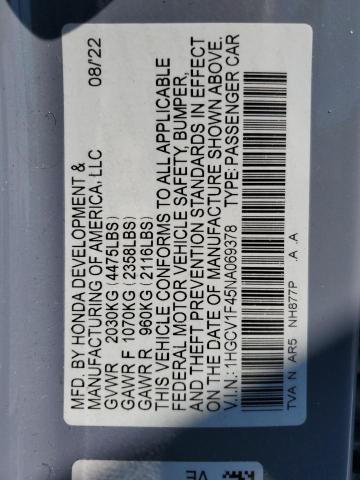 MFD. BY HONDA DEVELOPMENT & 08/22
MANUFACTURING OF AMERICA, LLC
GVWR 2030KG (4475LBS)
GAWR F 1070KG (2358LBS)
GAWR R 960KG (2116LBS)
THIS VEHICLE CONFORMS TO ALL APPLICABLE
FEDERAL MOTOR VEHICLE SAFETY, BUMPER,
AND THEFT PREVENTION STANDARDS IN EFFECT
ON THE DATE OF MANUFACTURE SHOWN ABOVE.
V.I.N.: 1HGCV1F45NA069378 TYPE: PASSENGER CAR
TVA N AR5 NH877P A A
VE